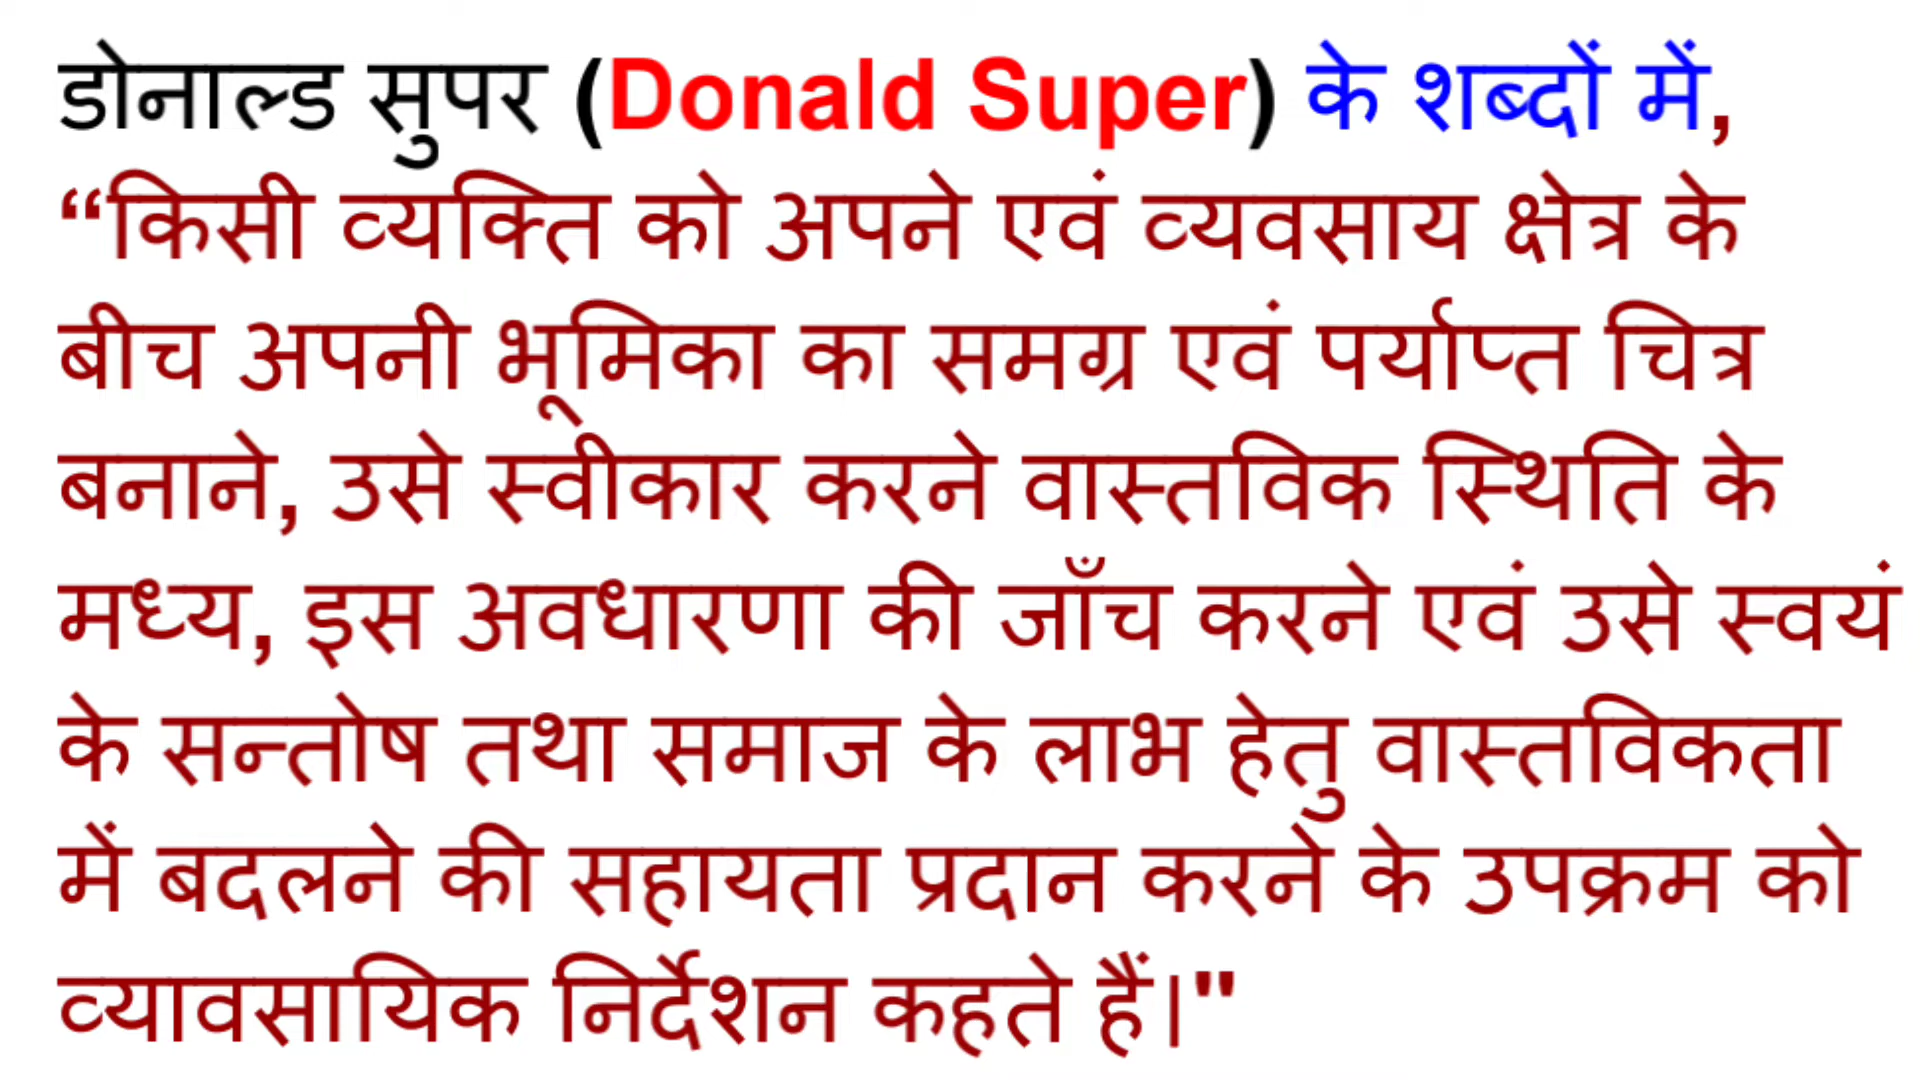 डोनाल्ड सुपर (Donald Super) के शब्दों में,
“किसी व्यक्ति को अपने एवं व्यवसाय क्षेत्र के
बीच अपनी भूमिका का समग्र एवं पर्याप्त चित्र
बनाने, उसे स्वीकार करने वास्तविक स्थिति के
मध्य, इस अवधारणा की जाँच करने एवं उसे स्वयं
के सन्तोष तथा समाज के लाभ हेतु वास्तविकता
में बदलने की सहायता प्रदान करने के उपक्रम को
व्यावसायिक निर्देशन कहते हैं।"